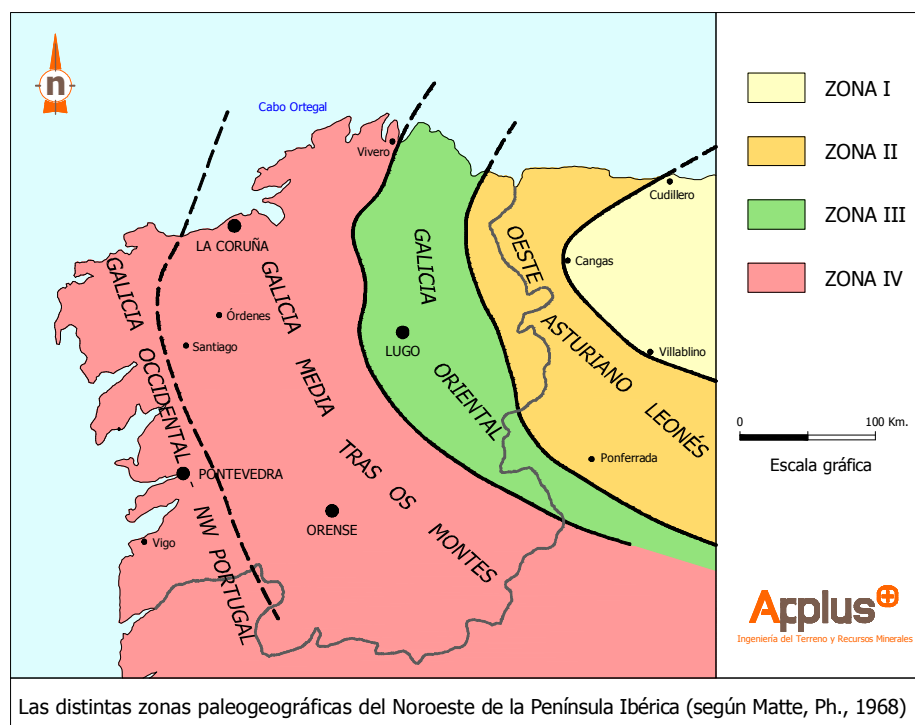 n
Cabo Ortegal
Vivero
Cudillero
LA CORUÑA
Cangas
Órdenes
Santiago
LUGO
Villablino
PONTEVEDRA
Ponferrada
ORENSE
Vigo
GALICIA OCCIDENTAL - NW PORTUGAL
GALICIA MEDIA TRAS OS MONTES
GALICIA ORIENTAL
OESTE ASTURIANO LEONÉS
ZONA I
ZONA II
ZONA III
ZONA IV
0 100 Km.
Escala gráfica
Applus+
Ingeniería del Terreno y Recursos Minerales
Las distintas zonas paleogeográficas del Noroeste de la Península Ibérica (según Matte, Ph., 1968)